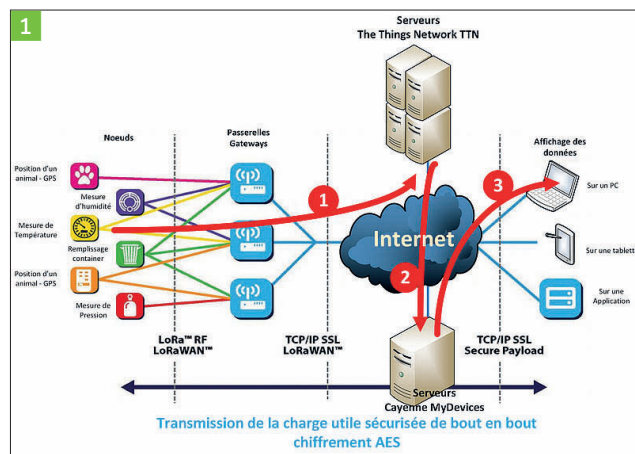 1
Serveurs
The Things Network TTN
Noeuds
Passerelles
Gateways
Affichage des
données
Position d'un
animal - GPS
Mesure
d'humidité
Mesure de
Température
Remplissage
container
Position d'un
animal - GPS
Mesure de
Pression
1
2
3
Internet
Sur un PC
Sur une tablett
Sur une
Application
LoRa™ RF
LoRaWAN™
TCP/IP SSL
LoRaWAN™
TCP/IP SSL
Secure Payload
Serveurs
Cayenne MyDevices
Transmission de la charge utile sécurisée de bout en bout
chiffrement AES